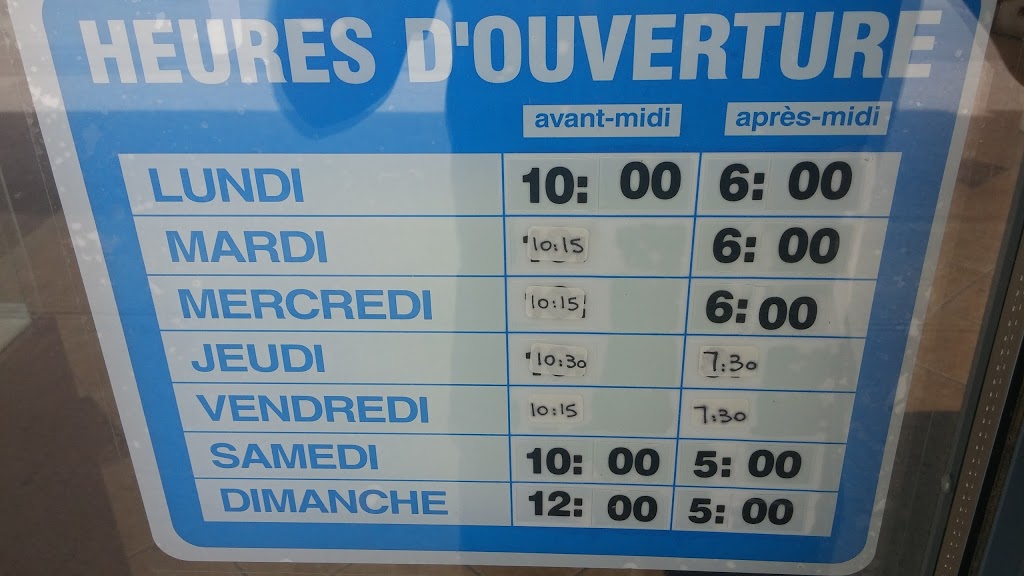 HEURES D'OUVERTURE
avant-midi après-midi
LUNDI 10: 00 6: 00
MARDI 10:15 6: 00
MERCREDI 10:15 6: 00
JEUDI 10:30 7:30
VENDREDI 10:15 7:30
SAMEDI 10: 00 5: 00
DIMANCHE 12: 00 5: 00